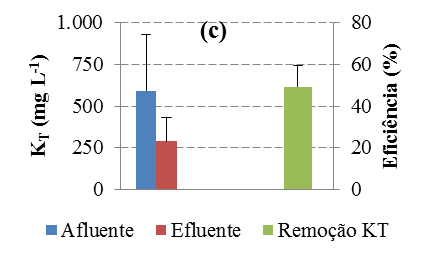 (c)
K_T (mg L⁻¹)
1.000
750
500
250
0
80
60
40
20
0
Eficiência (%)
Afluente Efluente Remoção KT